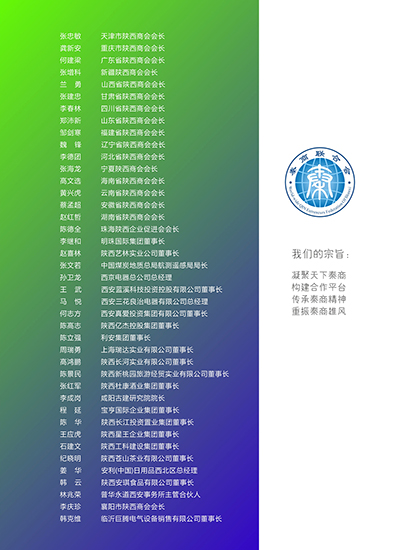 张忠敏 天津市陕西商会会长
龚新安 重庆市陕西商会会长
何建梁 广东省陕西商会会长
张增科 新疆陕西商会会长
兰勇 山西省陕西商会会长
张建忠 甘肃省陕西商会会长
李春林 四川省陕西商会会长
郑沛新 山东省陕西商会会长
邹剑寒 福建省陕西商会会长
魏锋 辽宁省陕西商会会长
李德团 河北省陕西商会会长
张海龙 宁夏陕西商会会长
高文选 海南省陕西商会会长
黄兴虎 云南省陕西商会会长
蔡孟超 安徽省陕西商会会长
赵红哲 湖南省陕西商会会长
陈德全 珠海陕西企业促进会会长
李继和 明珠国际集团董事长
赵喜林 陕西艺林实业公司董事长
张文若 中国煤炭地质总局航测遥感局局长
孙卫龙 西京电器总公司总经理
王武 西安蓝溪科技投资控股有限公司董事长
马悦 西安三花良治电器有限公司总经理
何志方 西安真爱投资集团有限公司董事长
陈高志 陕西亿杰控股集团董事长
陈立强 利安集团董事长
周瑞勇 上海瑞达实业有限公司董事长
高鸿鹏 陕西长河实业有限公司董事长
陈景民 陕西新桃园旅游经贸实业有限公司董事长
张红军 陕西杜康酒业集团董事长
李成岗 咸阳古建研究院院长
程延 宝亨国际企业集团董事长
陈华 陕西长江投资置业集团董事长
王应虎 陕西星王企业集团董事长
石建文 陕西工科建设集团董事长
纪晓明 陕西苍山茶业有限公司董事长
姜华 安利(中国)日用品西北区总经理
韩云 陕西安琪食品有限公司董事长
林兆荣 普华永道西安事务所主管合伙人
李庆珍 襄阳市陕西商会会长
韩克维 临沂巨腾电气设备销售有限公司董事长
秦商联合会
秦
我们的宗旨：
凝聚天下秦商
构建合作平台
传承秦商精神
重振秦商雄风